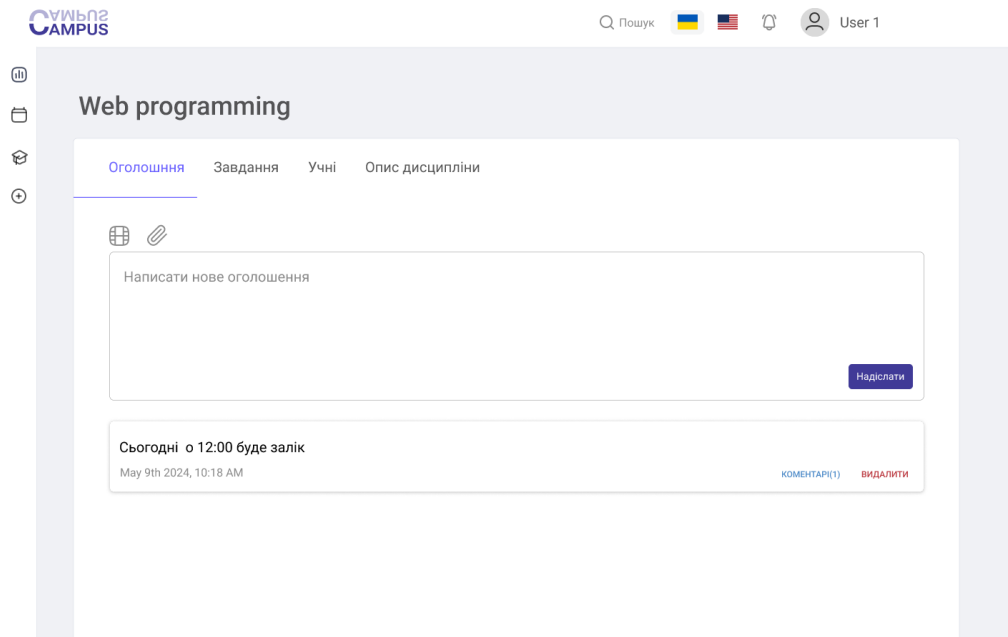 CAMPUS
CAMPUS
Пошук
User 1
Web programming
Оголошння Завдання Учні Опис дисципліни
Написати нове оголошення
Надіслати
Сьогодні о 12:00 буде залік
May 9th 2024, 10:18 AM
КОМЕНТАРІ(1) ВИДАЛИТИ